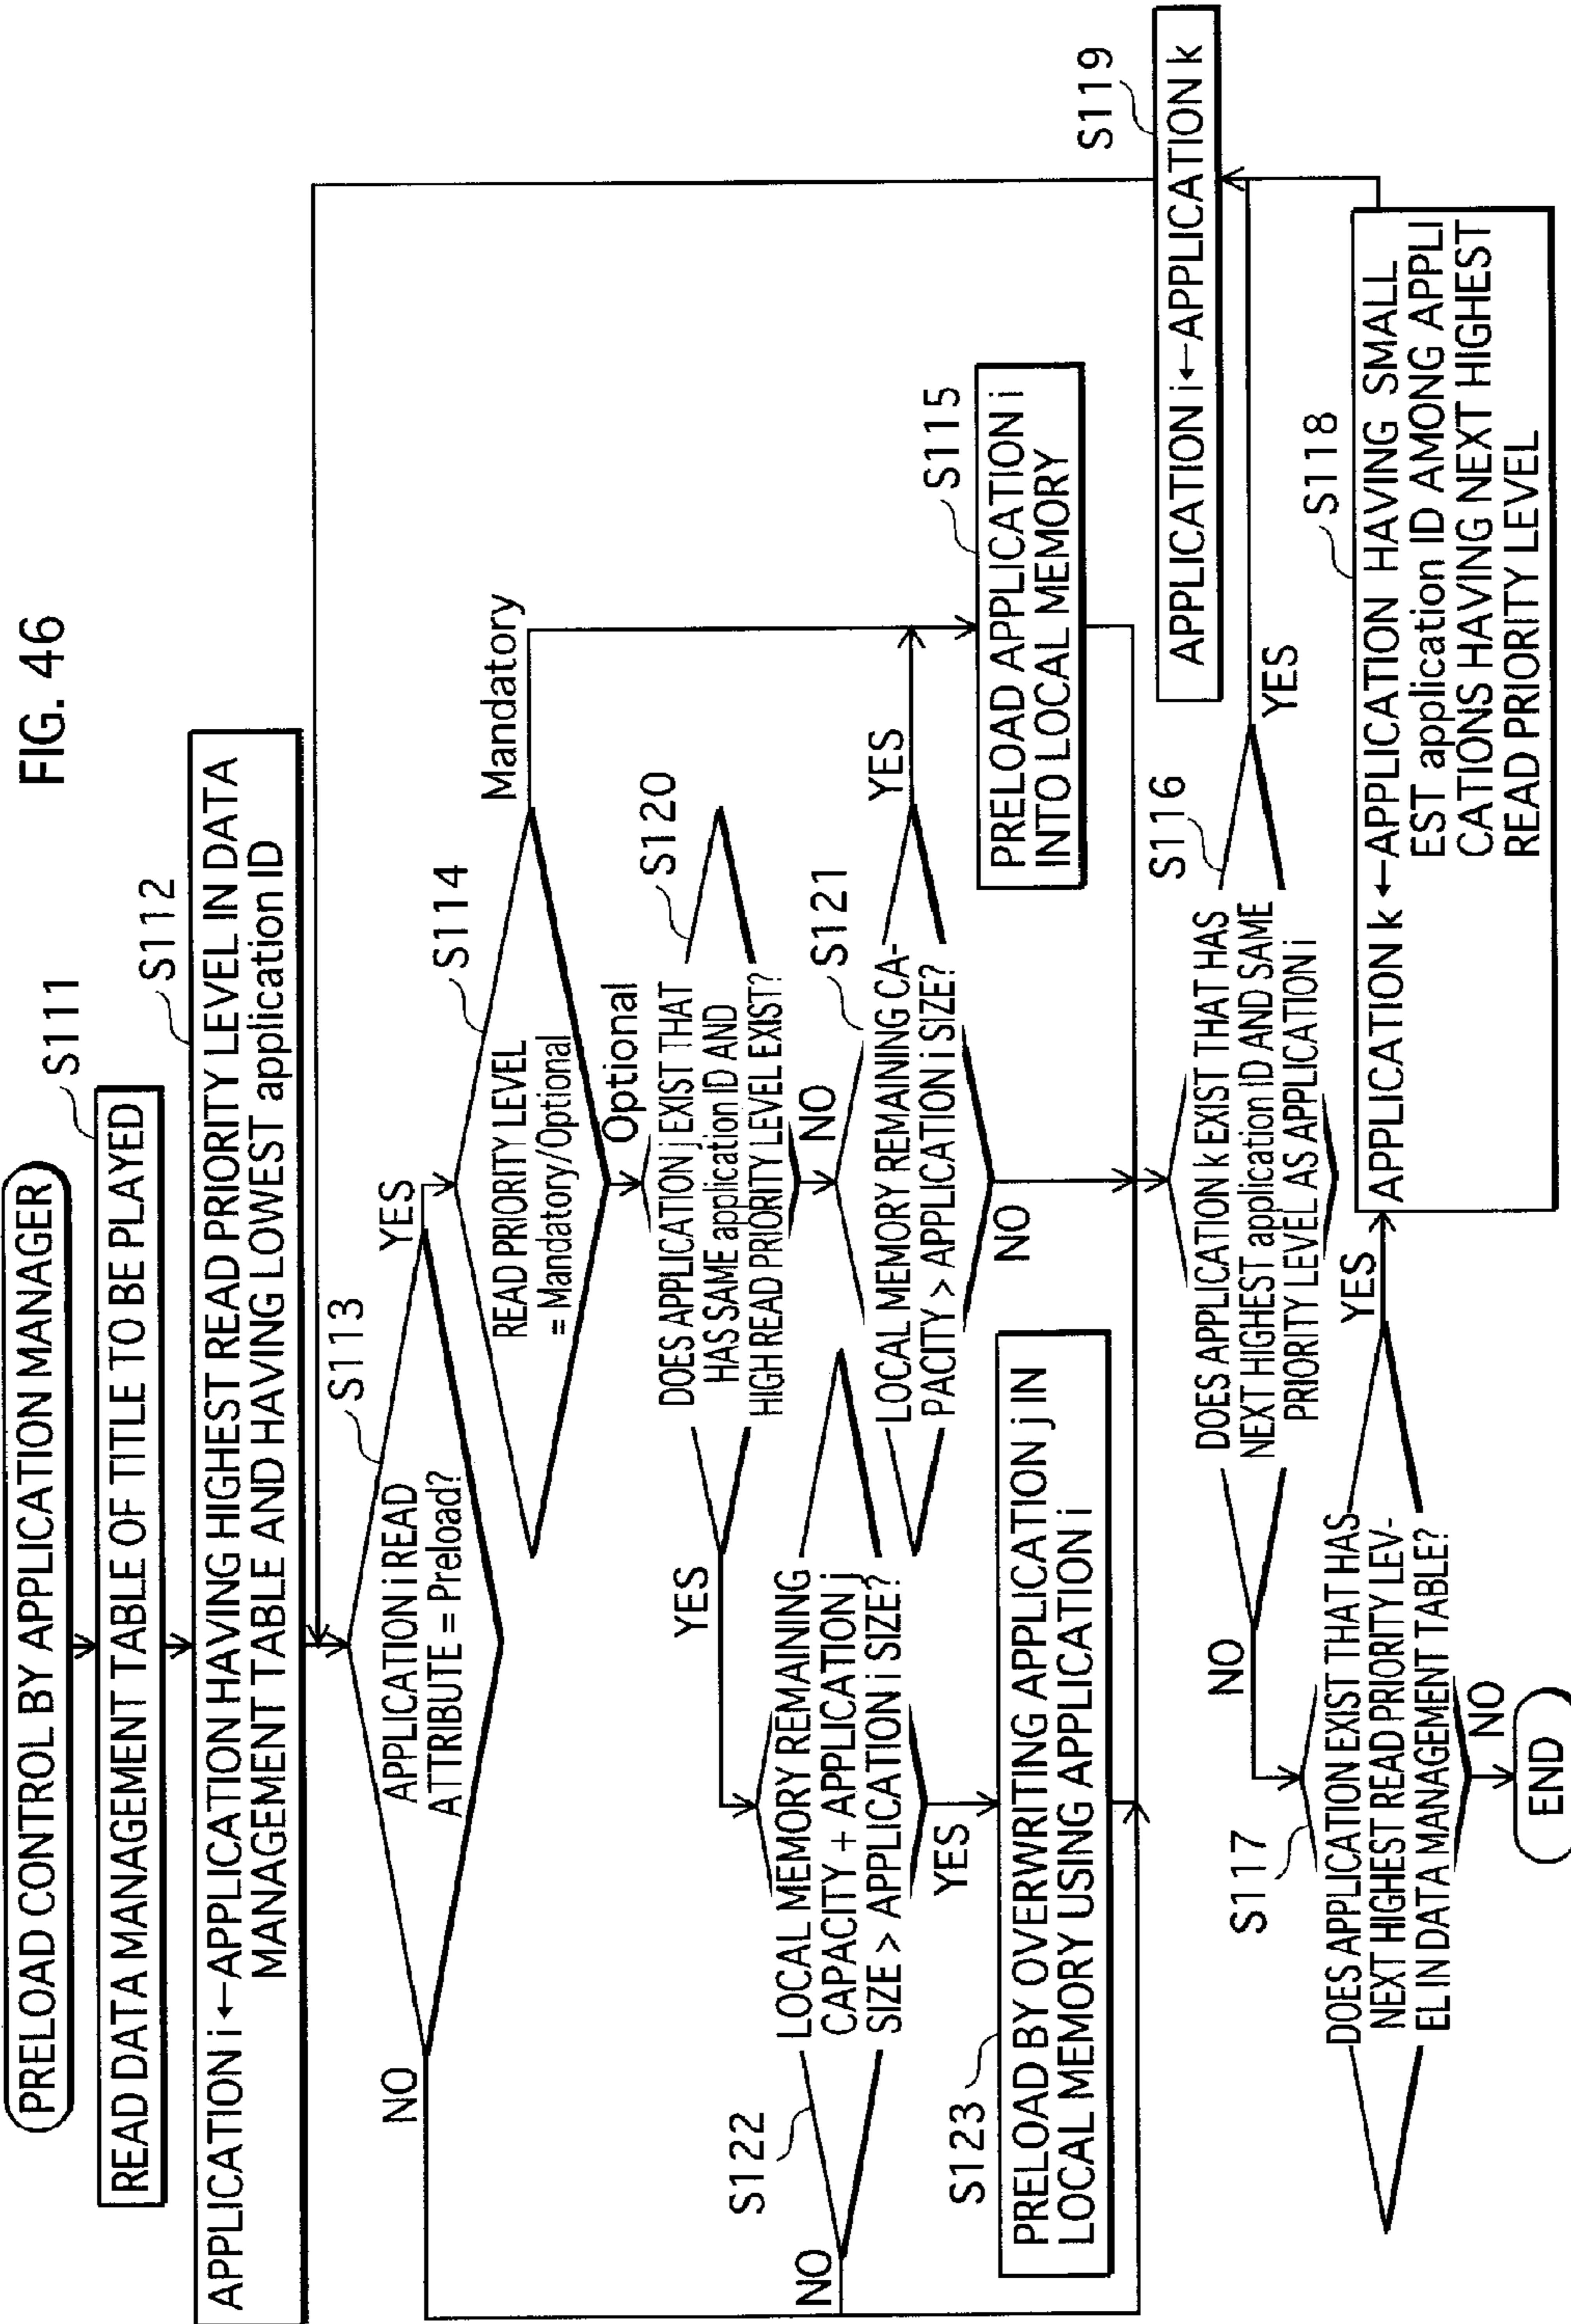 FIG. 46
PRELOAD CONTROL BY APPLICATION MANAGER
S111
READ DATA MANAGEMENT TABLE OF TITLE TO BE PLAYED
S112
APPLICATION i ← APPLICATION HAVING HIGHEST READ PRIORITY LEVEL IN DATA
MANAGEMENT TABLE AND HAVING LOWEST application ID
S113
APPLICATION i READ
ATTRIBUTE = Preload?
NO
YES
S114
READ PRIORITY LEVEL
= Mandatory/Optional
Mandatory
Optional
S120
DOES APPLICATION j EXIST THAT
HAS SAME application ID AND
HIGH READ PRIORITY LEVEL EXIST?
YES
NO
S122
LOCAL MEMORY REMAINING
CAPACITY + APPLICATION j
SIZE > APPLICATION i SIZE?
NO
YES
S121
LOCAL MEMORY REMAINING CA-
PACITY > APPLICATION i SIZE?
YES
NO
S123
PRELOAD BY OVERWRITING APPLICATION j IN
LOCAL MEMORY USING APPLICATION i
S115
PRELOAD APPLICATION i
INTO LOCAL MEMORY
S116
DOES APPLICATION k EXIST THAT HAS
NEXT HIGHEST application ID AND SAME
PRIORITY LEVEL AS APPLICATION i
NO
YES
S119
APPLICATION i ← APPLICATION k
S117
DOES APPLICATION EXIST THAT HAS
NEXT HIGHEST READ PRIORITY LEV-
EL IN DATA MANAGEMENT TABLE?
YES
NO
S118
APPLICATION k ← APPLICATION HAVING SMALL
EST application ID AMONG APPLI
CATIONS HAVING NEXT HIGHEST
READ PRIORITY LEVEL
END